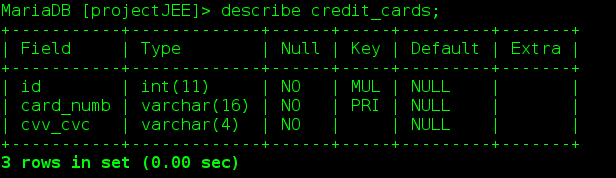 MariaDB [projectJEE]> describe credit_cards;
+-----------+-------------+------+-----+---------+-------+
| Field     | Type        | Null | Key | Default | Extra |
+-----------+-------------+------+-----+---------+-------+
| id        | int(11)     | NO   | MUL | NULL    |       |
| card_numb | varchar(16) | NO   | PRI | NULL    |       |
| cvv_cvc   | varchar(4)  | NO   |     | NULL    |       |
+-----------+-------------+------+-----+---------+-------+
3 rows in set (0.00 sec)